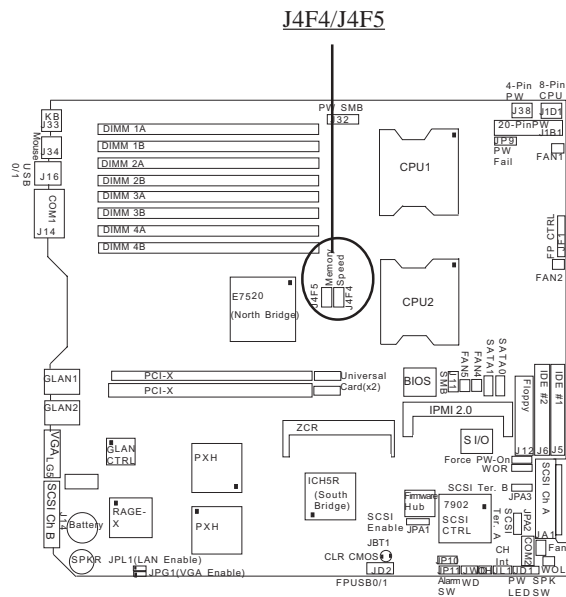 J4F4/J4F5
4-Pin PW
8-Pin CPU
PW SMB
J32
J38
J1D1
20-PinPW
J1B1
JP9
PW Fail
FAN1
KB
J33
Mouse
J34
USB 0/1
J16
COM1
J14
DIMM 1A
DIMM 1B
DIMM 2A
DIMM 2B
DIMM 3A
DIMM 3B
DIMM 4A
DIMM 4B
CPU1
FP CTRL
JF1
FAN2
Memory Speed
J4F5
J4F4
E7520
(North Bridge)
CPU2
GLAN1
GLAN2
PCI-X
PCI-X
Universal Card(x2)
BIOS
SMB
J11
FAN5
FAN4
SATA1
SATA0
Floppy
IDE #2
IDE #1
J12
J6
J5
IPMI 2.0
ZCR
S I/O
VGA
LG5
GLAN CTRL
PXH
Force PW-On
WOR
SCSI Ter. B
JPA3
SCSI Ch A
JA1
ICH5R
(South Bridge)
Firmware Hub
7902
SCSI CTRL
SCSI Ter. A
JPA2
SCSI Ch B
J14
Battery
RAGE-X
PXH
SCSI Enable
JPA1
JBT1
CLR CMOS
CH Int
COM2
Fan
SPKR
JPL1(LAN Enable)
JPG1(VGA Enable)
JD2
FPUSB0/1
JP10
JP11
Alarm SW
WD
JL1
JD1
PW LED
SPK SW
WOL